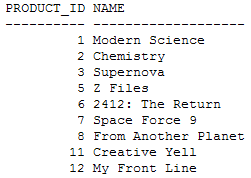 PRODUCT_ID NAME
---------- --------------------
         1 Modern Science
         2 Chemistry
         3 Supernova
         5 Z Files
         6 2412: The Return
         7 Space Force 9
         8 From Another Planet
        11 Creative Yell
        12 My Front Line